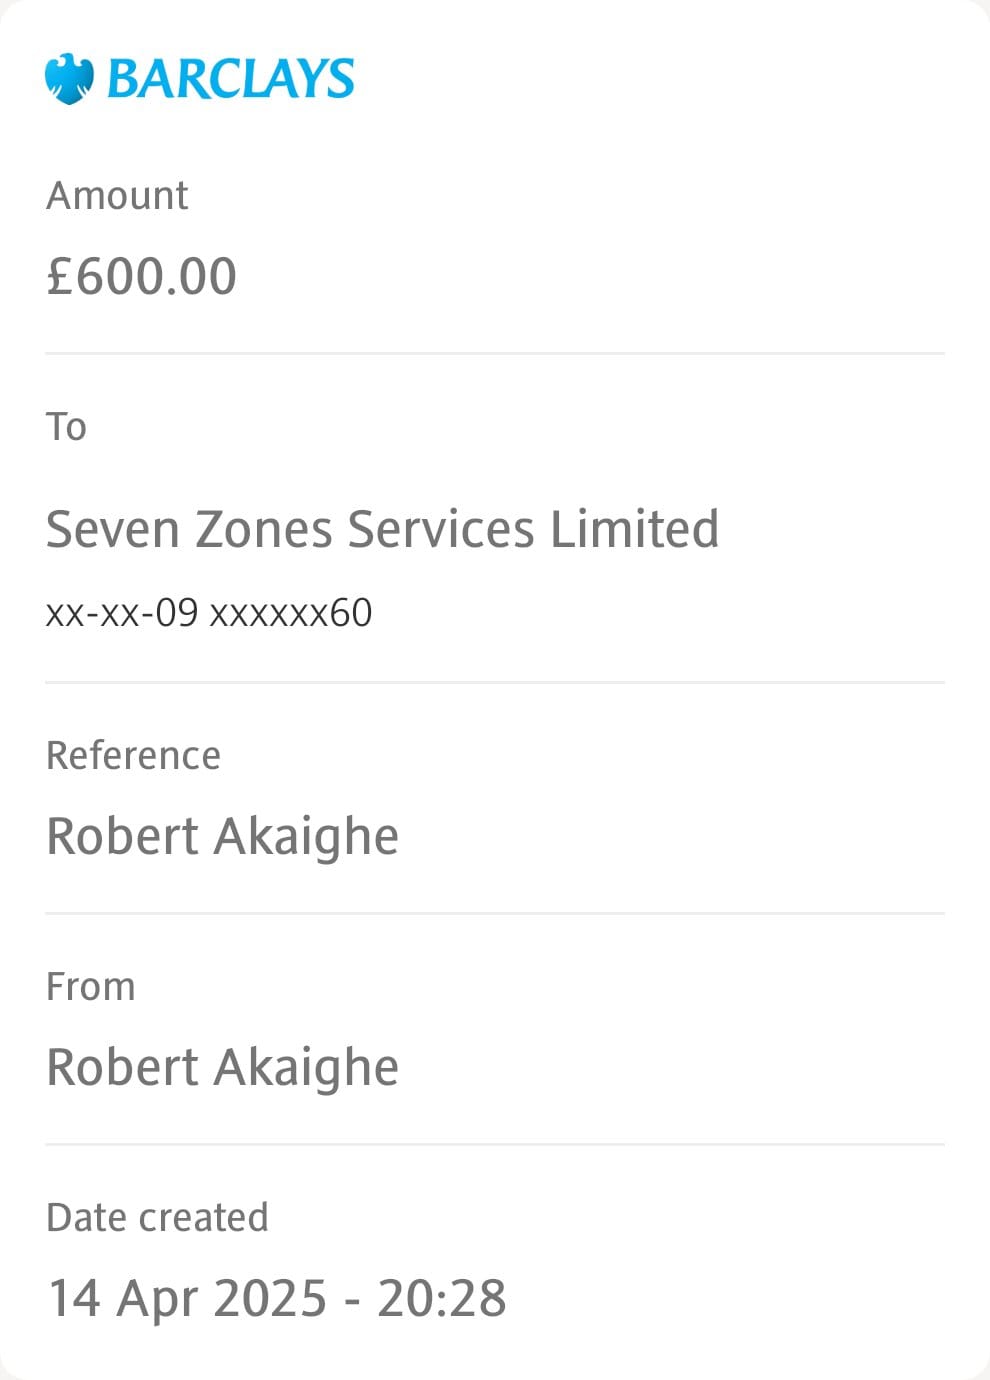 BARCLAYS
Amount
£600.00
To
Seven Zones Services Limited
xx-xx-09 xxxxxx60
Reference
Robert Akaighe
From
Robert Akaighe
Date created
14 Apr 2025 - 20:28